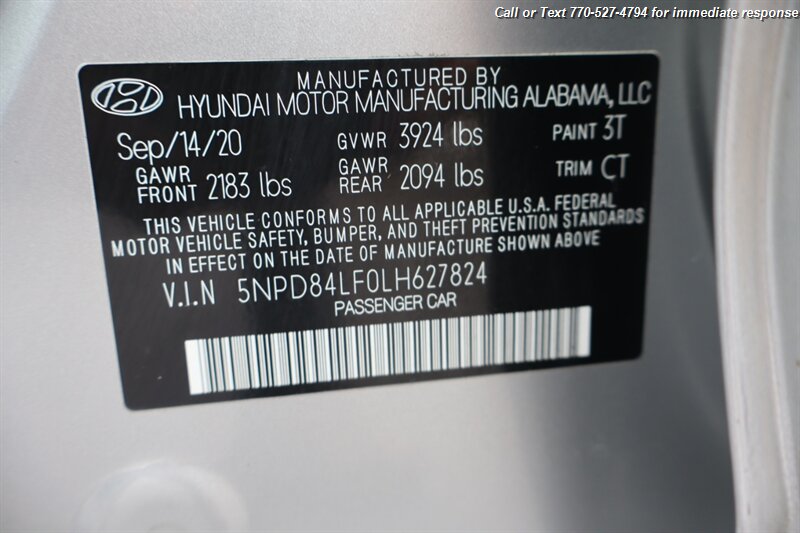 Call or Text 770-527-4794 for immediate response
MANUFACTURED BY
HYUNDAI MOTOR MANUFACTURING ALABAMA, LLC
Sep/14/20 GVWR 3924 lbs PAINT 3T
GAWR FRONT 2183 lbs GAWR REAR 2094 lbs TRIM CT
THIS VEHICLE CONFORMS TO ALL APPLICABLE U.S.A. FEDERAL
MOTOR VEHICLE SAFETY, BUMPER, AND THEFT PREVENTION STANDARDS
IN EFFECT ON THE DATE OF MANUFACTURE SHOWN ABOVE
V.I.N 5NPD84LF0LH627824
PASSENGER CAR